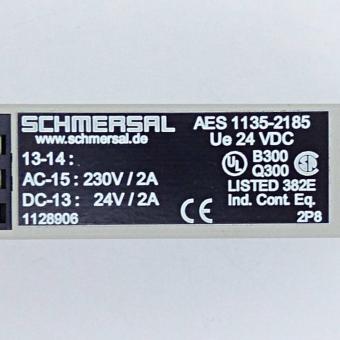 SCHMERSAL
www.schmersal.de
13-14 :
AC-15 : 230V / 2A
DC-13 : 24V / 2A
1128906
AES 1135-2185
Ue 24 VDC
UL B300
Q300
LISTED 382E
Ind. Cont. Eq.
CE
2P8